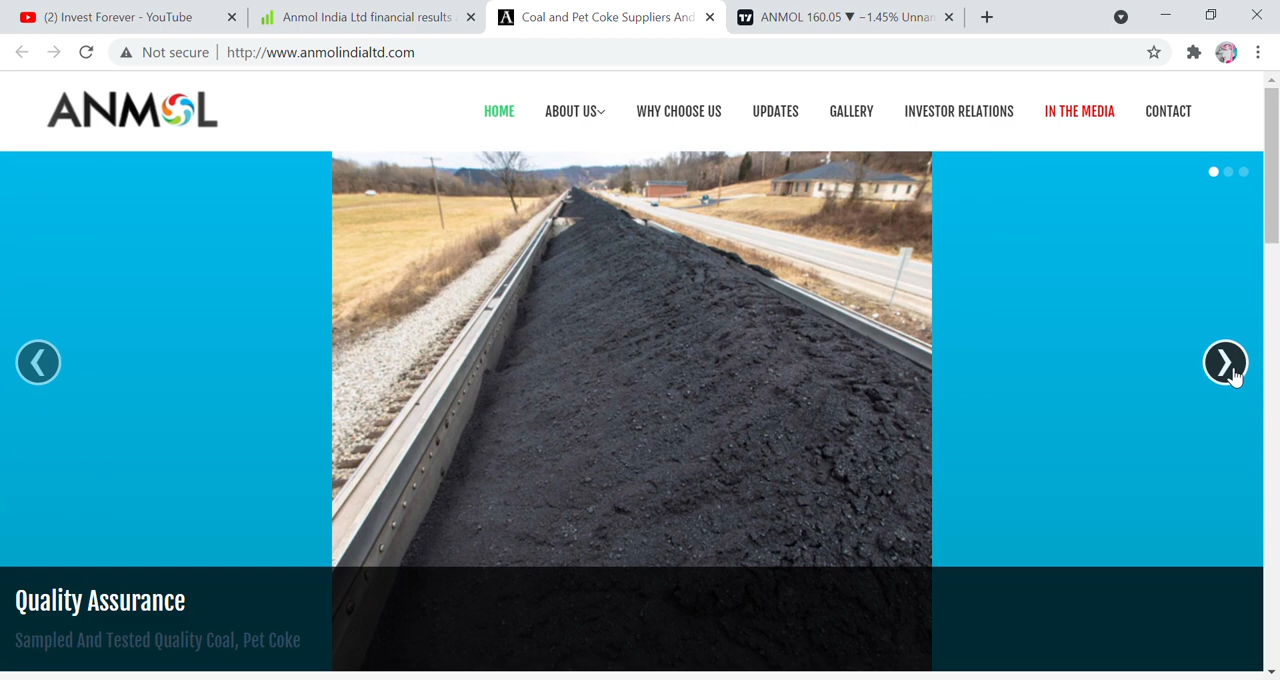 (2) Invest Forever - YouTube
Anmol India Ltd financial results
Coal and Pet Coke Suppliers And
ANMOL 160.05 ▼ −1.45% Unnan
Not secure
http://www.anmolindialtd.com
ANMOL
HOME
ABOUT US
WHY CHOOSE US
UPDATES
GALLERY
INVESTOR RELATIONS
IN THE MEDIA
CONTACT
Quality Assurance
Sampled And Tested Quality Coal, Pet Coke